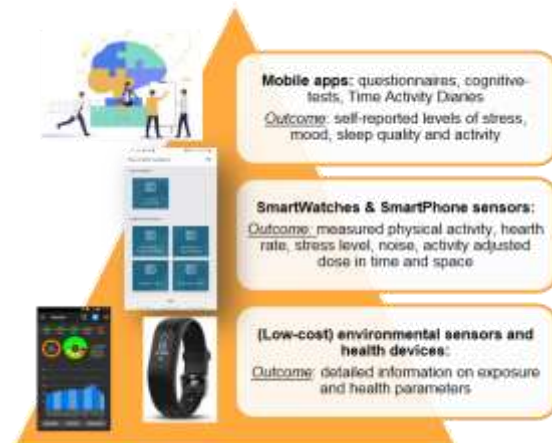 Mobile apps: questionnaires, cognitive-
tests, Time Activity Diaries
Outcome: self-reported levels of stress,
mood, sleep quality and activity
SmartWatches & SmartPhone sensors:
Outcome: measured physical activity, hearth
rate, stress level, noise, activity adjusted
dose in time and space
(Low-cost) environmental sensors and
health devices:
Outcome: detailed information on exposure
and health parameters